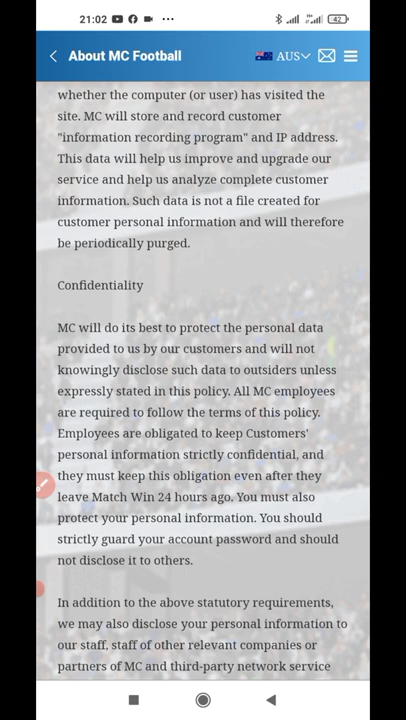 21:02
42
About MC Football
AUS
whether the computer (or user) has visited the
site. MC will store and record customer
"information recording program" and IP address.
This data will help us improve and upgrade our
service and help us analyze complete customer
information. Such data is not a file created for
customer personal information and will therefore
be periodically purged.
Confidentiality
MC will do its best to protect the personal data
provided to us by our customers and will not
knowingly disclose such data to outsiders unless
expressly stated in this policy. All MC employees
are required to follow the terms of this policy.
Employees are obligated to keep Customers'
personal information strictly confidential, and
they must keep this obligation even after they
leave Match Win 24 hours ago. You must also
protect your personal information. You should
strictly guard your account password and should
not disclose it to others.
In addition to the above statutory requirements,
we may also disclose your personal information to
our staff, staff of other relevant companies or
partners of MC and third-party network service